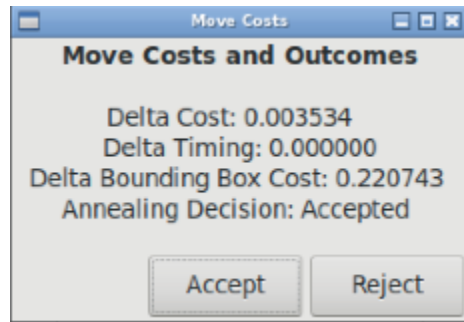 Move Costs
Move Costs and Outcomes
Delta Cost: 0.003534
Delta Timing: 0.000000
Delta Bounding Box Cost: 0.220743
Annealing Decision: Accepted
Accept Reject